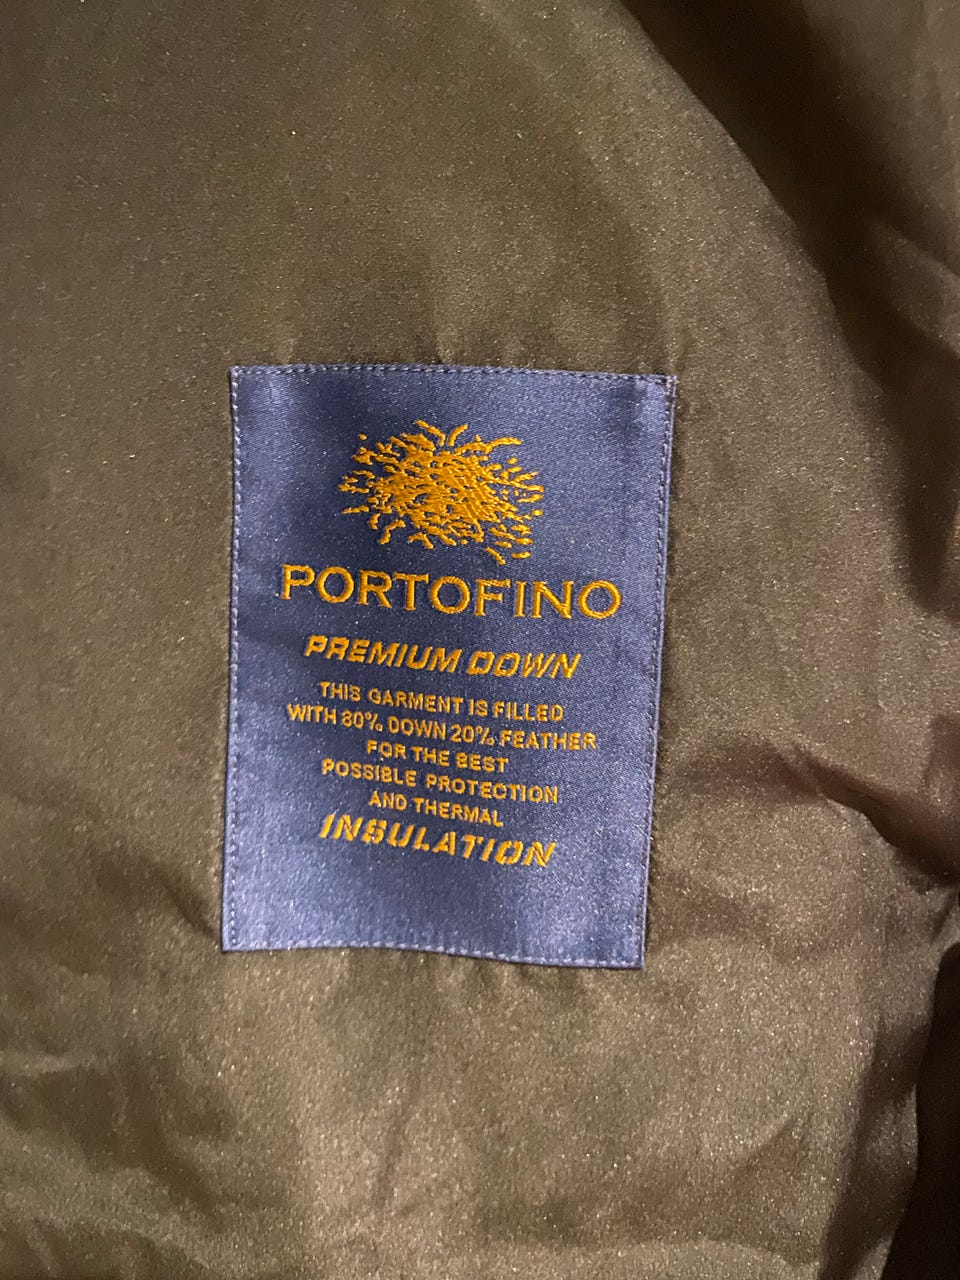 PORTOFINO
PREMIUM DOWN
THIS GARMENT IS FILLED
WITH 80% DOWN 20% FEATHER
FOR THE BEST
POSSIBLE PROTECTION
AND THERMAL
INSULATION